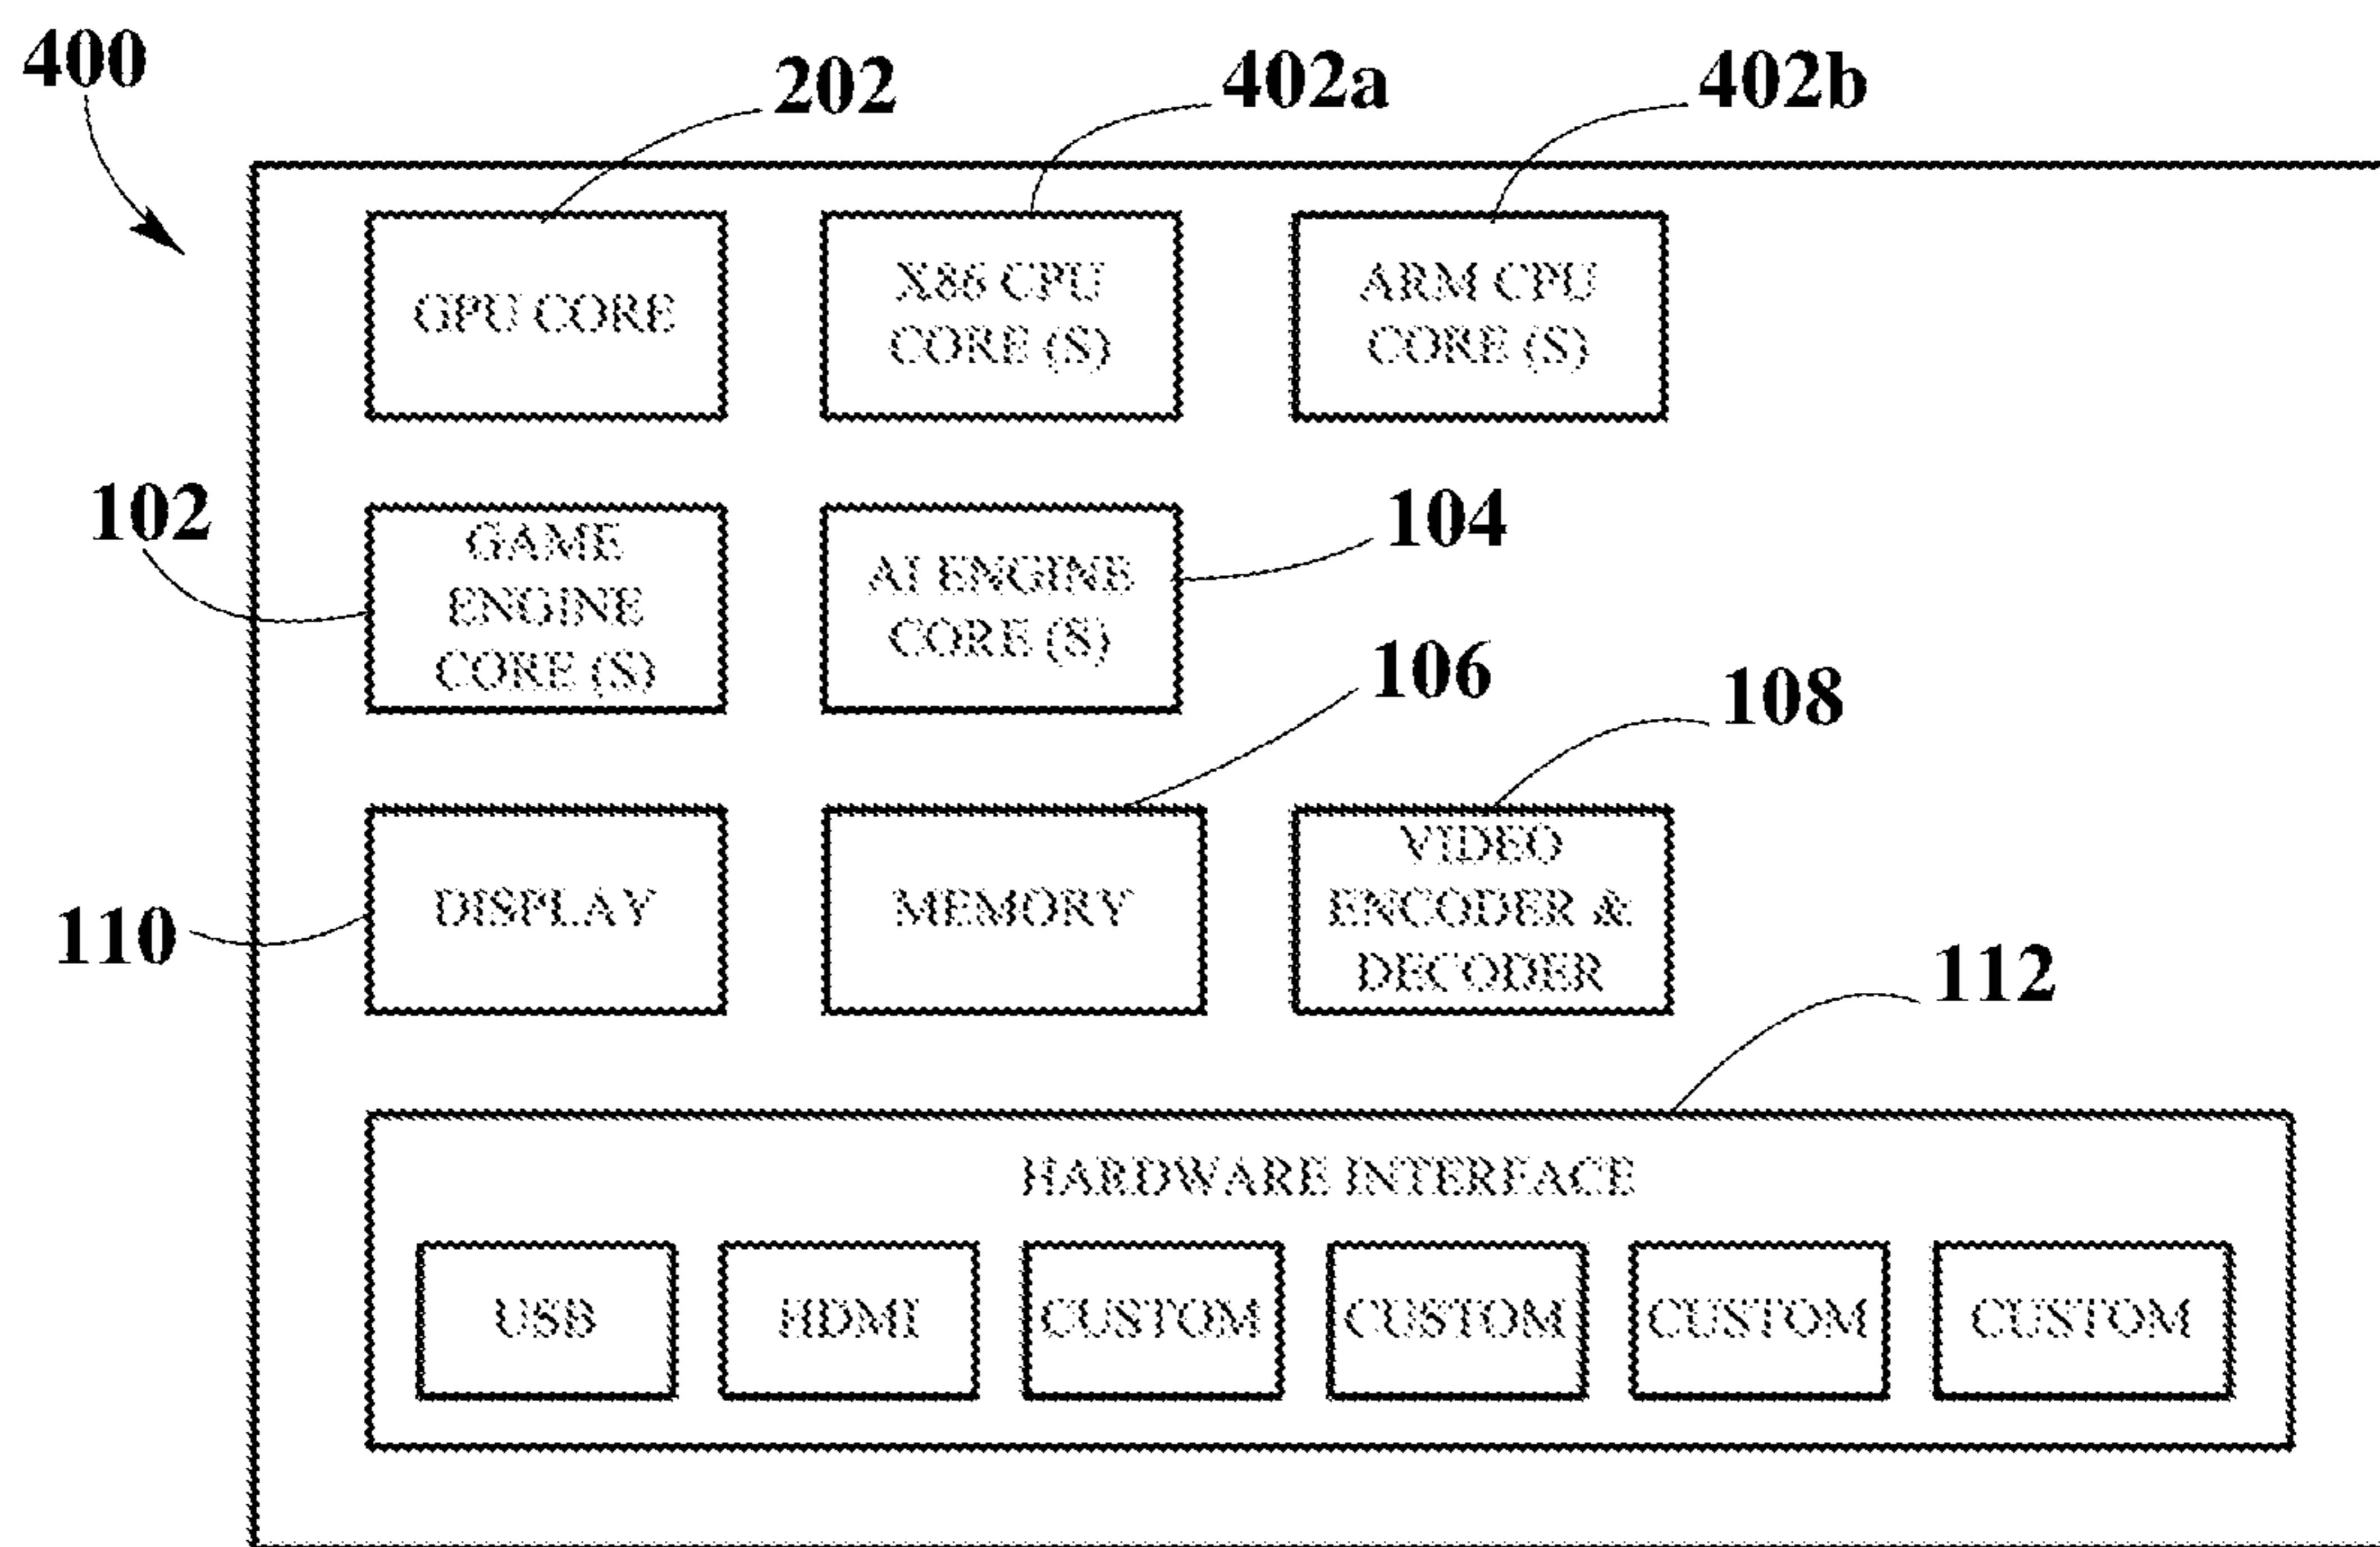 400
202
402a
402b
GPU CORE
X86 CPU
CORE (S)
ARM CPU
CORE (S)
102
GAME
ENGINE
CORE (S)
AI ENGINE
CORE (S)
104
106
108
110
DISPLAY
MEMORY
VIDEO
ENCODER &
DECODER
112
HARDWARE INTERFACE
USB
HDMI
CUSTOM
CUSTOM
CUSTOM
CUSTOM